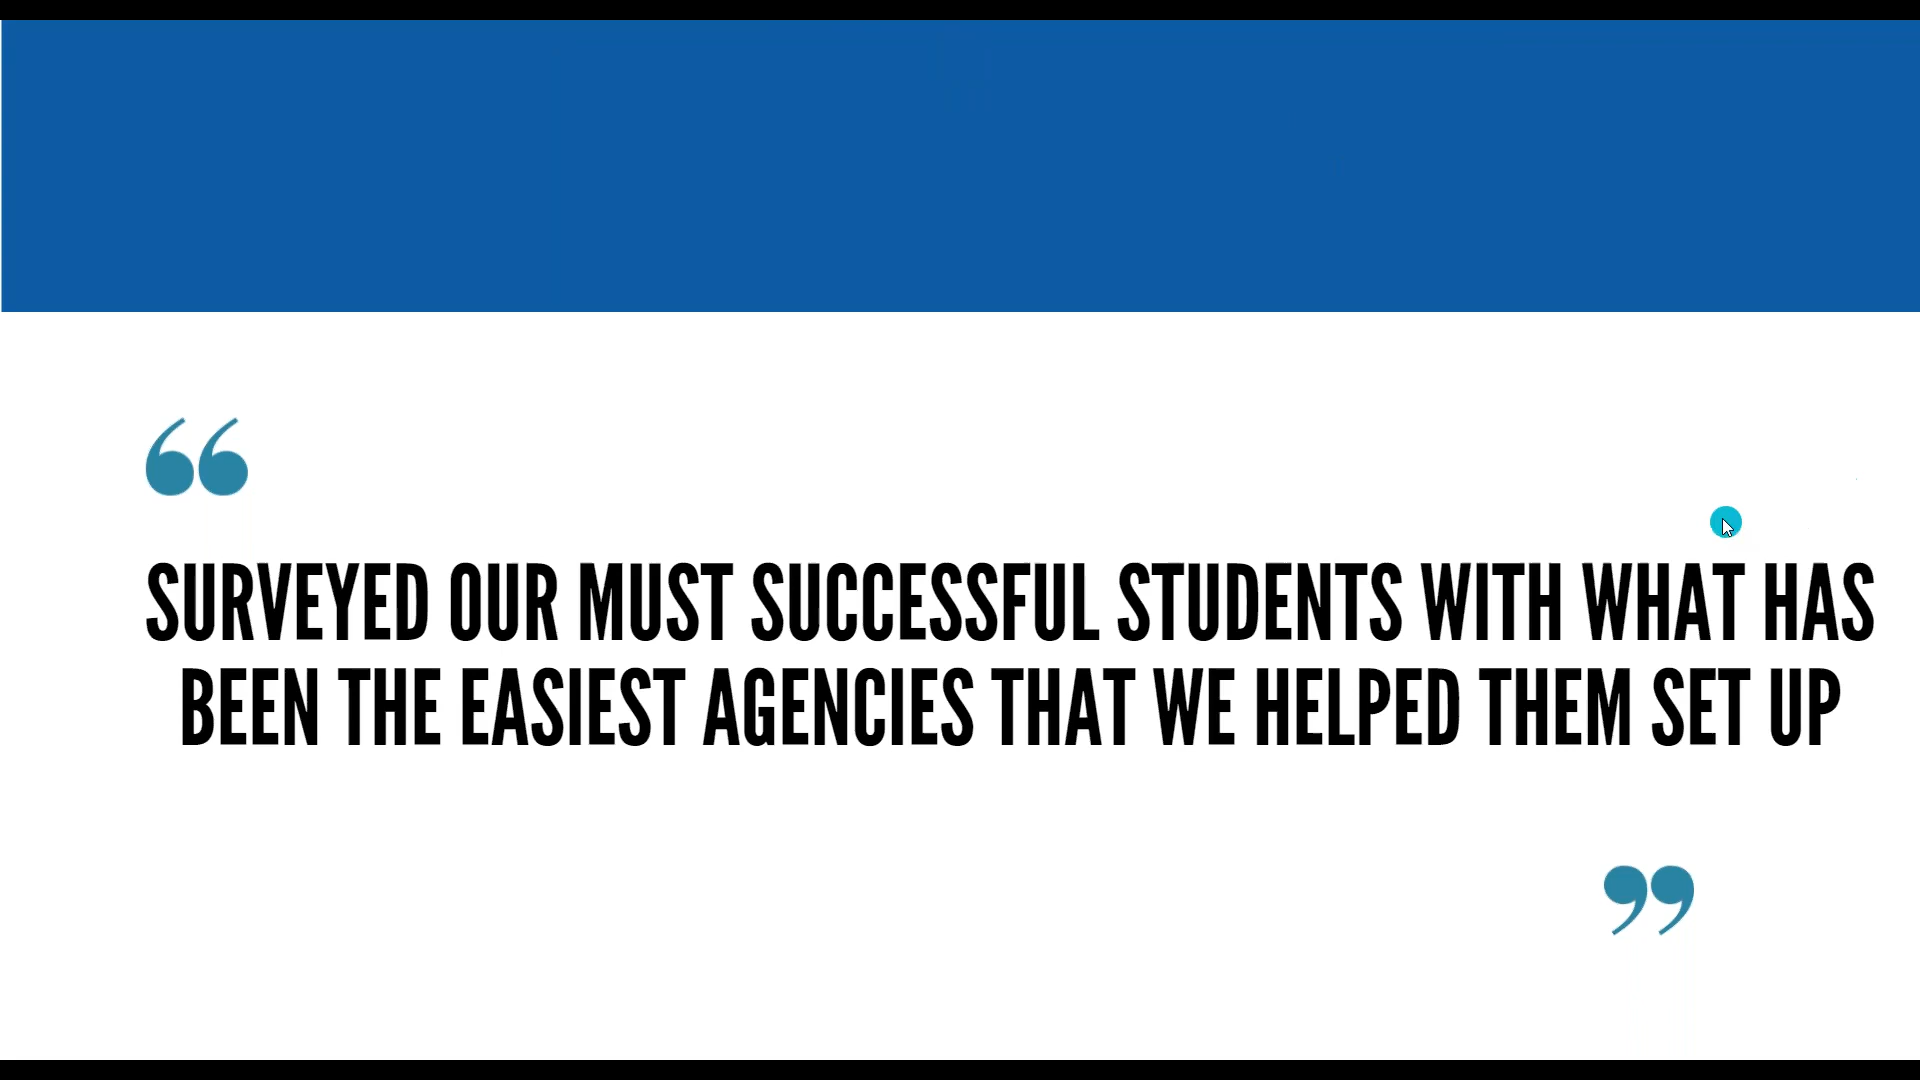 “
SURVEYED OUR MUST SUCCESSFUL STUDENTS WITH WHAT HAS
BEEN THE EASIEST AGENCIES THAT WE HELPED THEM SET UP
”